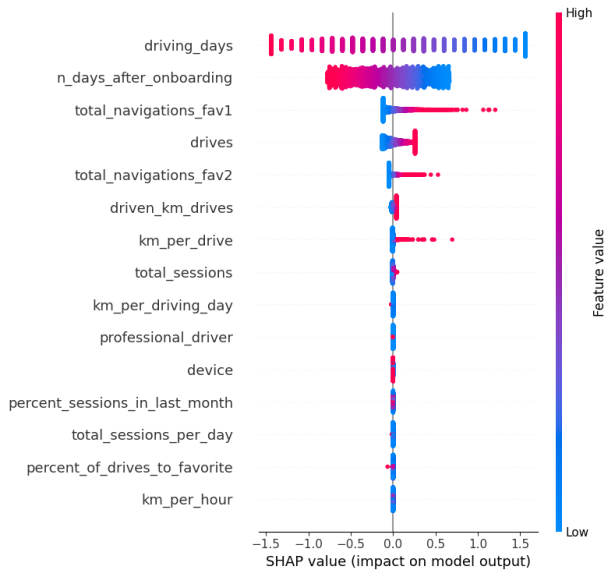 High
driving_days
n_days_after_onboarding
total_navigations_fav1
drives
total_navigations_fav2
driven_km_drives
km_per_drive
total_sessions
km_per_driving_day
professional_driver
device
percent_sessions_in_last_month
total_sessions_per_day
percent_of_drives_to_favorite
km_per_hour
Feature value
Low
−1.5 −1.0 −0.5 0.0 0.5 1.0 1.5
SHAP value (impact on model output)